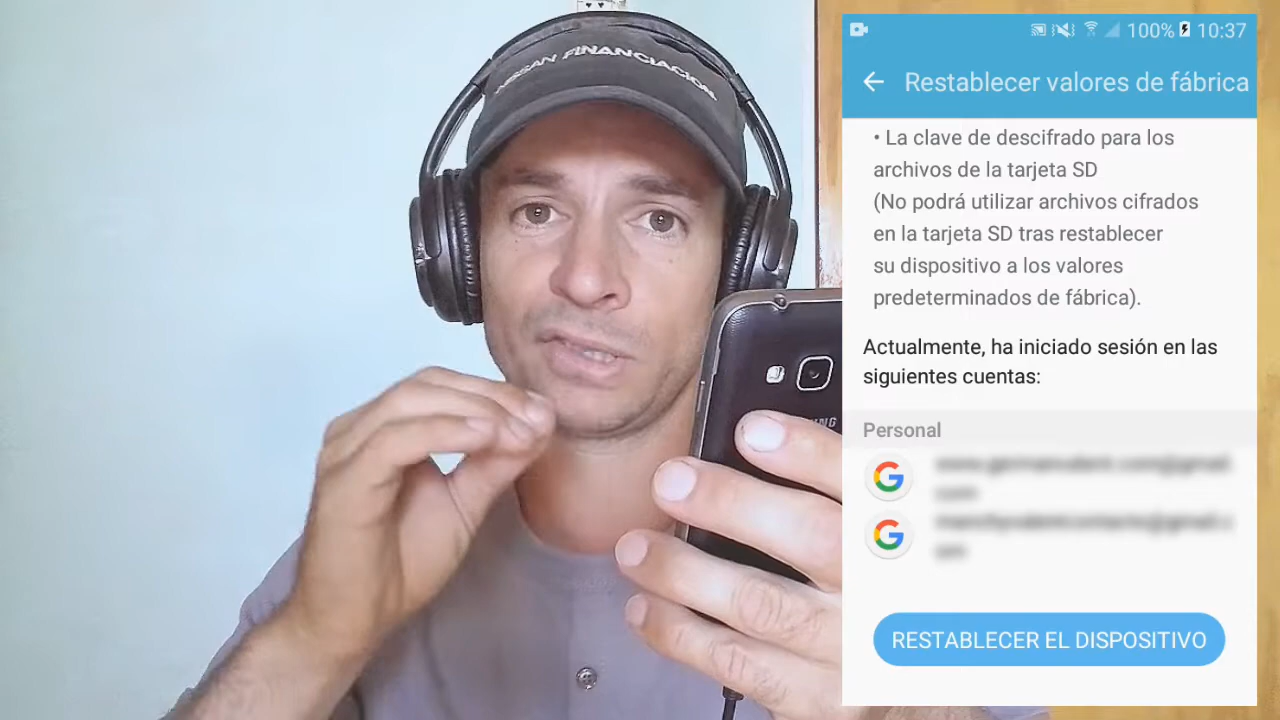 NISSAN FINANCIACION
100% 10:37
Restablecer valores de fábrica
• La clave de descifrado para los
archivos de la tarjeta SD
(No podrá utilizar archivos cifrados
en la tarjeta SD tras restablecer
su dispositivo a los valores
predeterminados de fábrica).
Actualmente, ha iniciado sesión en las
siguientes cuentas:
Personal
RESTABLECER EL DISPOSITIVO